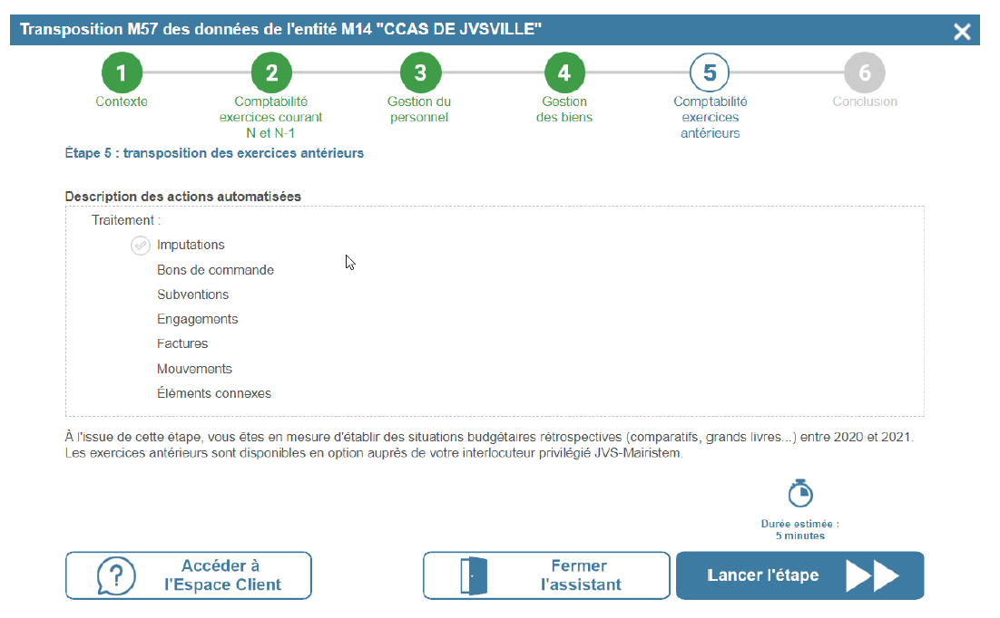 Transposition M57 des données de l'entité M14 "CCAS DE JVSVILLE"
1
2
3
4
5
6
Contexte
Comptabilité
exercices courant
N et N-1
Gestion du
personnel
Gestion
des biens
Comptabilité
exercices
antérieurs
Conclusion
Étape 5 : transposition des exercices antérieurs
Description des actions automatisées
Traitement :
Imputations
Bons de commande
Subventions
Engagements
Factures
Mouvements
Éléments connexes
À l'issue de cette étape, vous êtes en mesure d'établir des situations budgétaires rétrospectives (comparatifs, grands livres...) entre 2020 et 2021.
Les exercices antérieurs sont disponibles en option auprès de votre interlocuteur privilégié JVS-Mairistem.
Durée estimée :
5 minutes
?
Accéder à
l'Espace Client
Fermer
l'assistant
Lancer l'étape